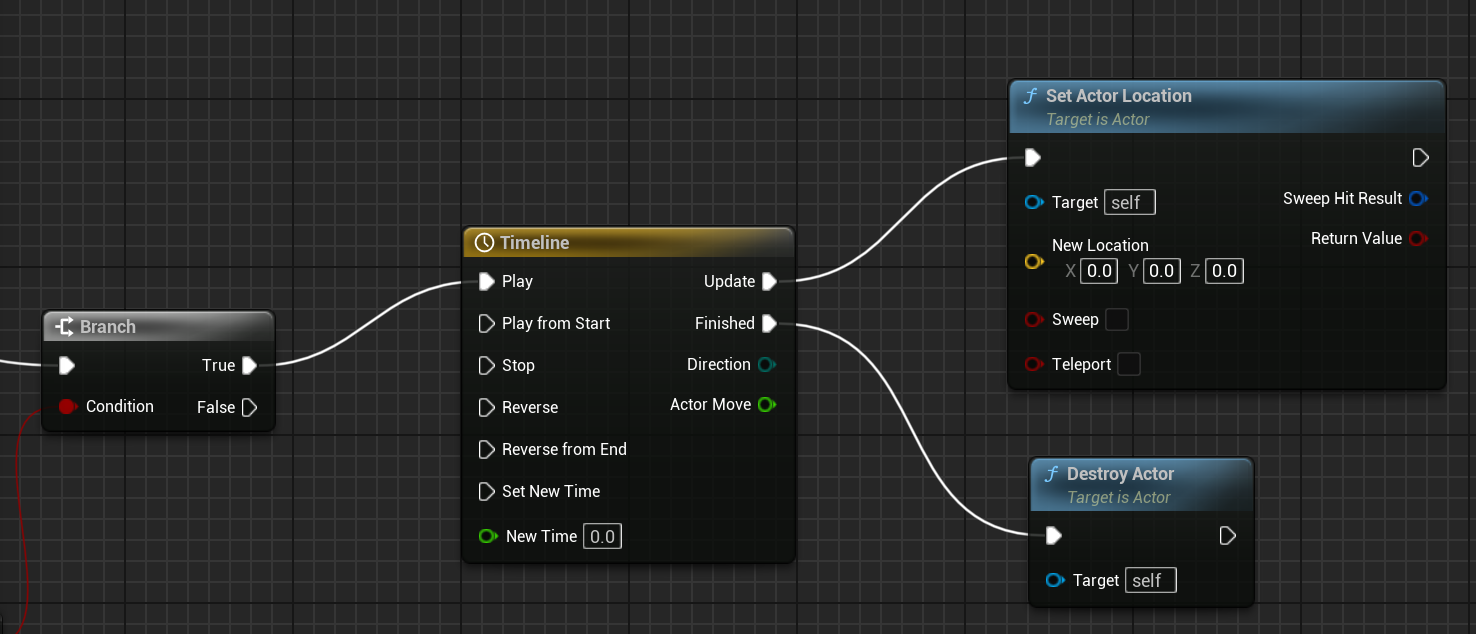 Branch
True
Condition
False
Timeline
Play
Update
Play from Start
Finished
Stop
Direction
Reverse
Actor Move
Reverse from End
Set New Time
New Time 0.0
f Set Actor Location
Target is Actor
Target self
Sweep Hit Result
New Location
Return Value
X 0.0 Y 0.0 Z 0.0
Sweep
Teleport
f Destroy Actor
Target is Actor
Target self